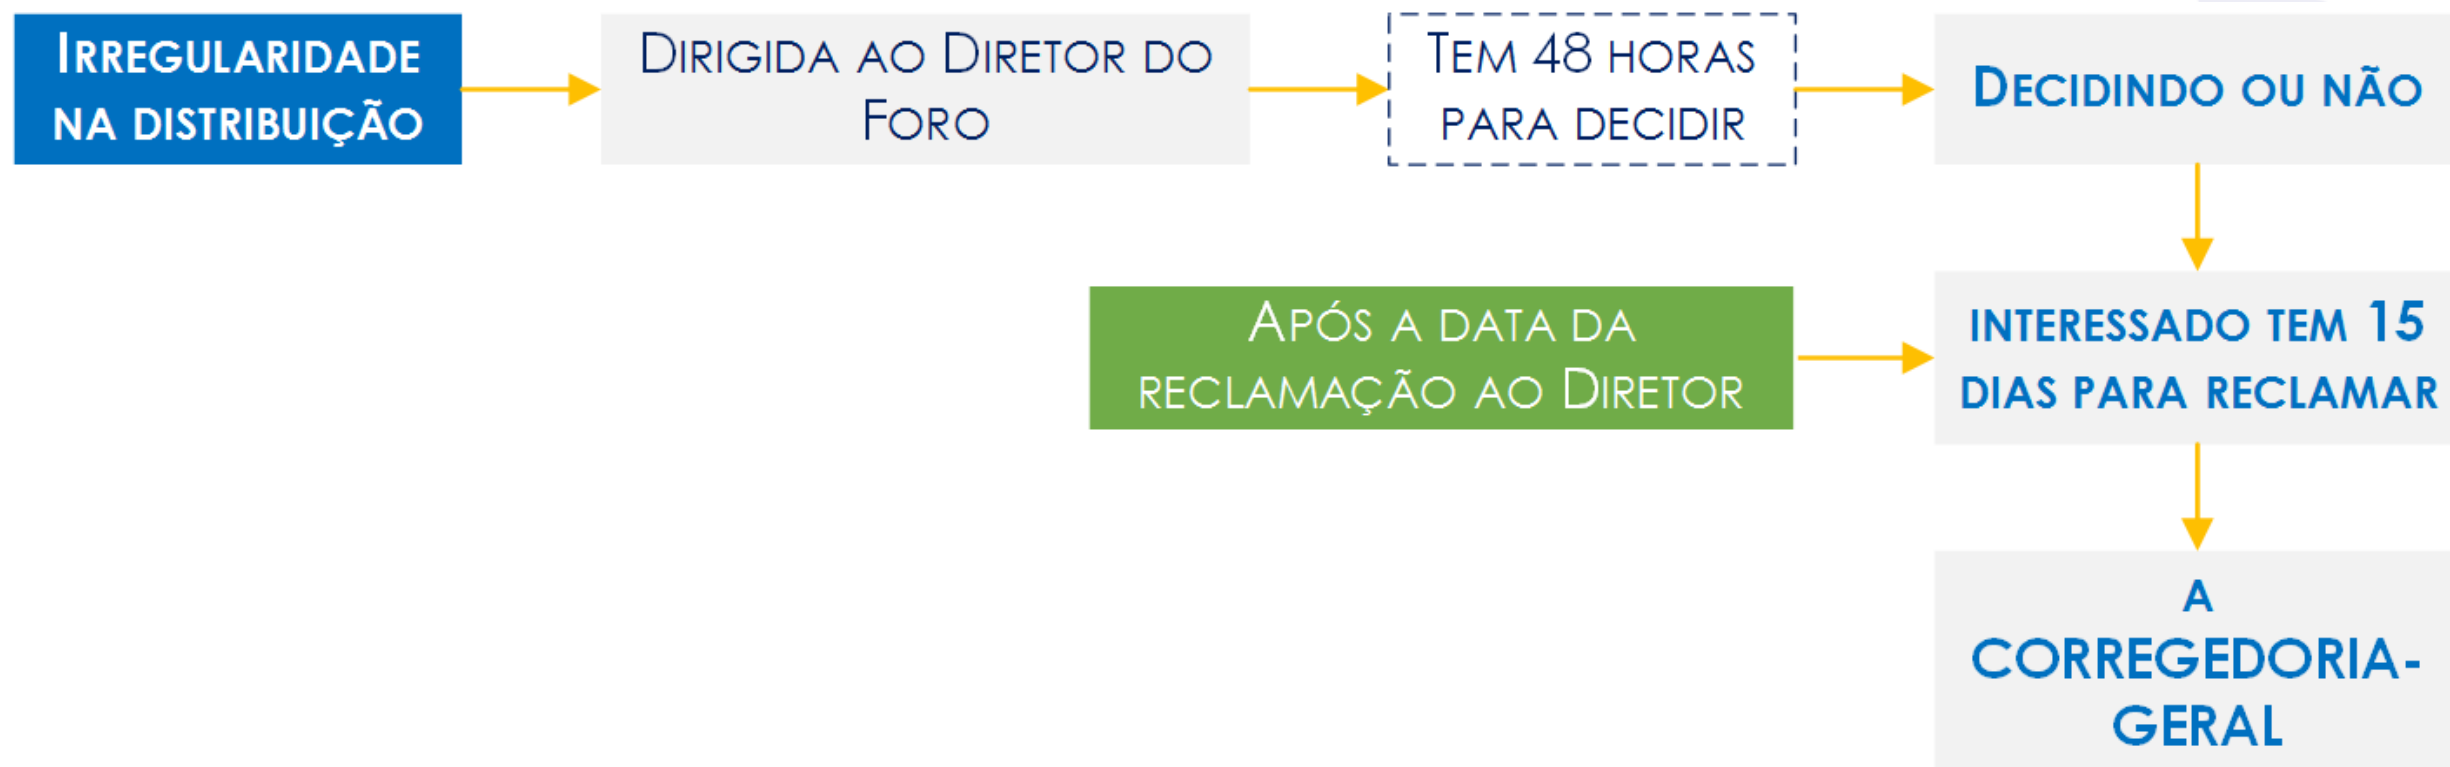 IRREGULARIDADE
NA DISTRIBUIÇÃO
DIRIGIDA AO DIRETOR DO
FORO
TEM 48 HORAS
PARA DECIDIR
DECIDINDO OU NÃO
APÓS A DATA DA
RECLAMAÇÃO AO DIRETOR
INTERESSADO TEM 15
DIAS PARA RECLAMAR
A
CORREGEDORIA-
GERAL